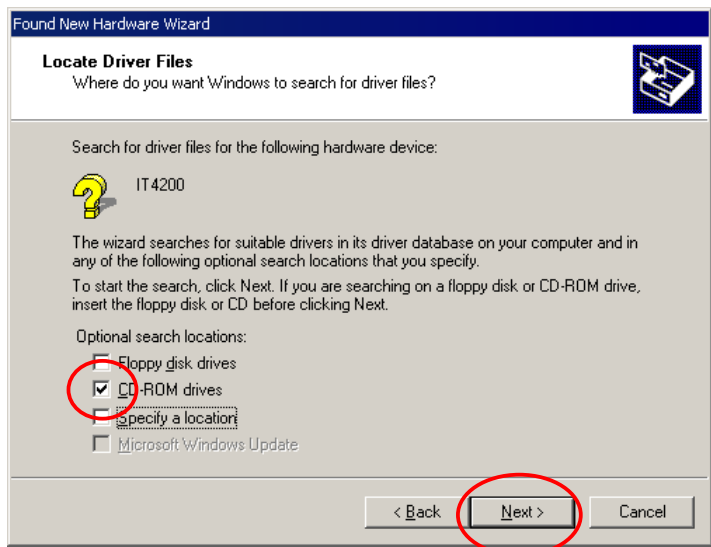 Found New Hardware Wizard
Locate Driver Files
Where do you want Windows to search for driver files?
Search for driver files for the following hardware device:
IT4200
The wizard searches for suitable drivers in its driver database on your computer and in
any of the following optional search locations that you specify.
To start the search, click Next. If you are searching on a floppy disk or CD-ROM drive,
insert the floppy disk or CD before clicking Next.
Optional search locations:
Floppy disk drives
CD-ROM drives
Specify a location
Microsoft Windows Update
< Back Next > Cancel